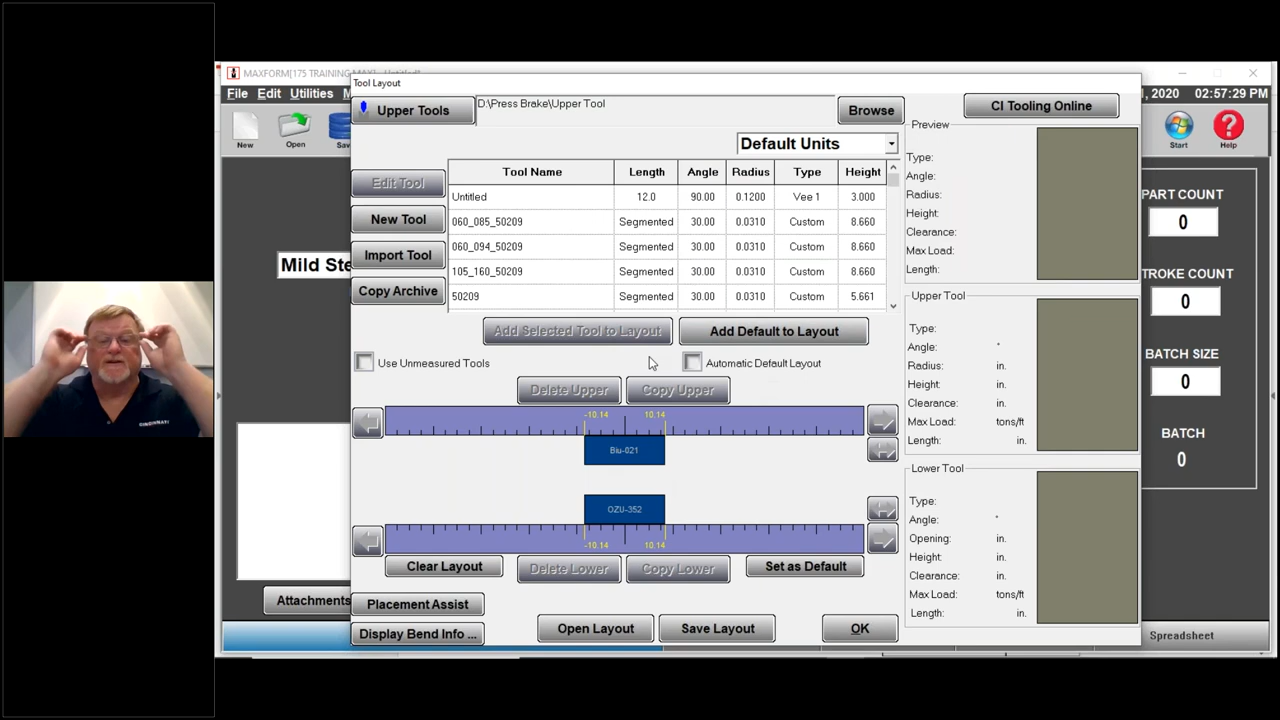 MAXFORM[175 TRAINING MAX] - Untitled*
File Edit Utilities
1, 2020 02:57:29 PM
New
Open
Sav
Start
Help
Mild Ste
Attachments
PART COUNT
0
TROKE COUNT
0
BATCH SIZE
0
BATCH
0
Spreadsheet
Tool Layout
Upper Tools
D:\Press Brake\Upper Tool
Browse
CI Tooling Online
Default Units
Edit Tool
New Tool
Import Tool
Copy Archive
Tool Name Length Angle Radius Type Height
Untitled 12.0 90.00 0.1200 Vee 1 3.000
060_085_50209 Segmented 30.00 0.0310 Custom 8.660
060_094_50209 Segmented 30.00 0.0310 Custom 8.660
105_160_50209 Segmented 30.00 0.0310 Custom 8.660
50209 Segmented 30.00 0.0310 Custom 5.661
Add Selected Tool to Layout
Add Default to Layout
Use Unmeasured Tools
Automatic Default Layout
Delete Upper
Copy Upper
-10.14 10.14
Biu-021
OZU-352
-10.14 10.14
Clear Layout
Delete Lower
Copy Lower
Set as Default
Placement Assist
Display Bend Info ...
Open Layout
Save Layout
OK
Preview
Type:
Angle:
Radius:
Height:
Clearance:
Max Load:
Length:
Upper Tool
Type:
Angle: °
Radius: in.
Height: in.
Clearance: in.
Max Load: tons/ft
Length: in.
Lower Tool
Type:
Angle: °
Opening: in.
Height: in.
Clearance: in.
Max Load: tons/ft
Length: in.
CINCINNATI